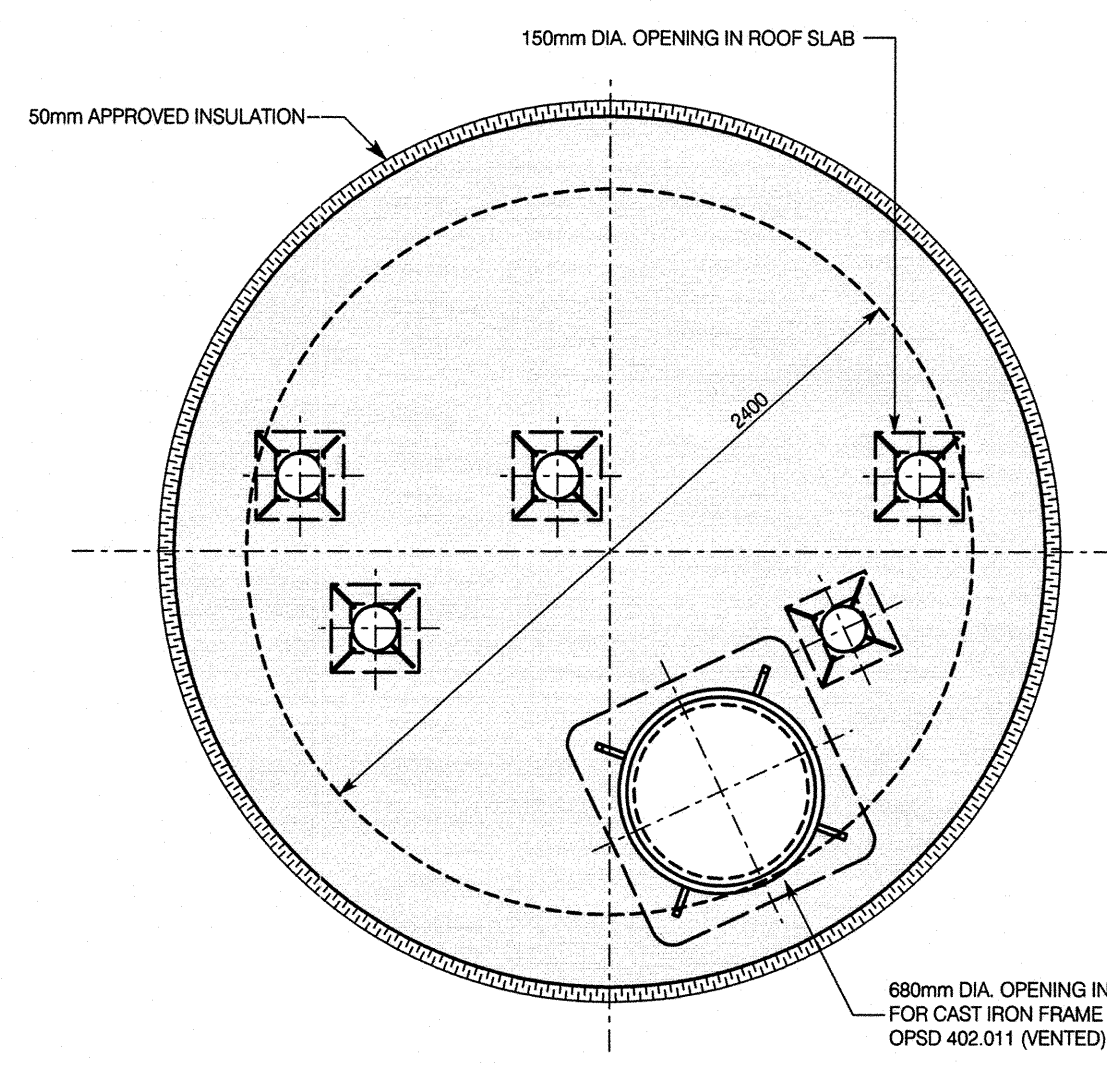 150mm DIA. OPENING IN ROOF SLAB
50mm APPROVED INSULATION
2400
680mm DIA. OPENING IN
FOR CAST IRON FRAME
OPSD 402.011 (VENTED)